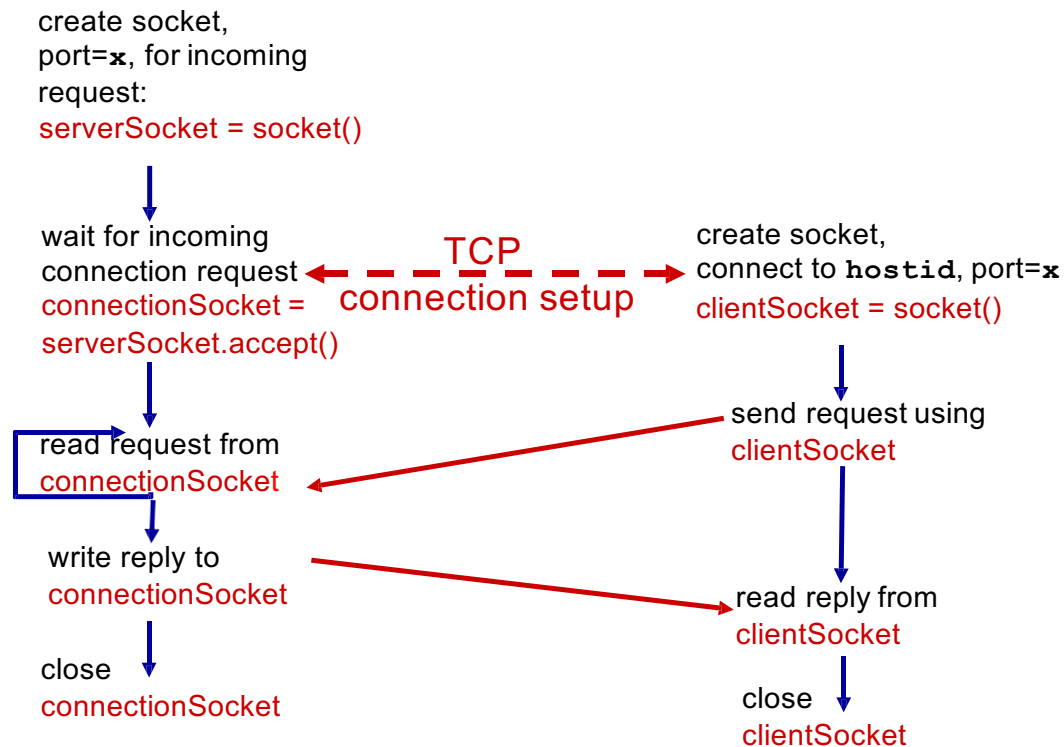 create socket,
port=x, for incoming
request:
serverSocket = socket()
wait for incoming
connection request
connectionSocket =
serverSocket.accept()
TCP
connection setup
create socket,
connect to hostid, port=x
clientSocket = socket()
read request from
connectionSocket
send request using
clientSocket
write reply to
connectionSocket
read reply from
clientSocket
close
connectionSocket
close
clientSocket